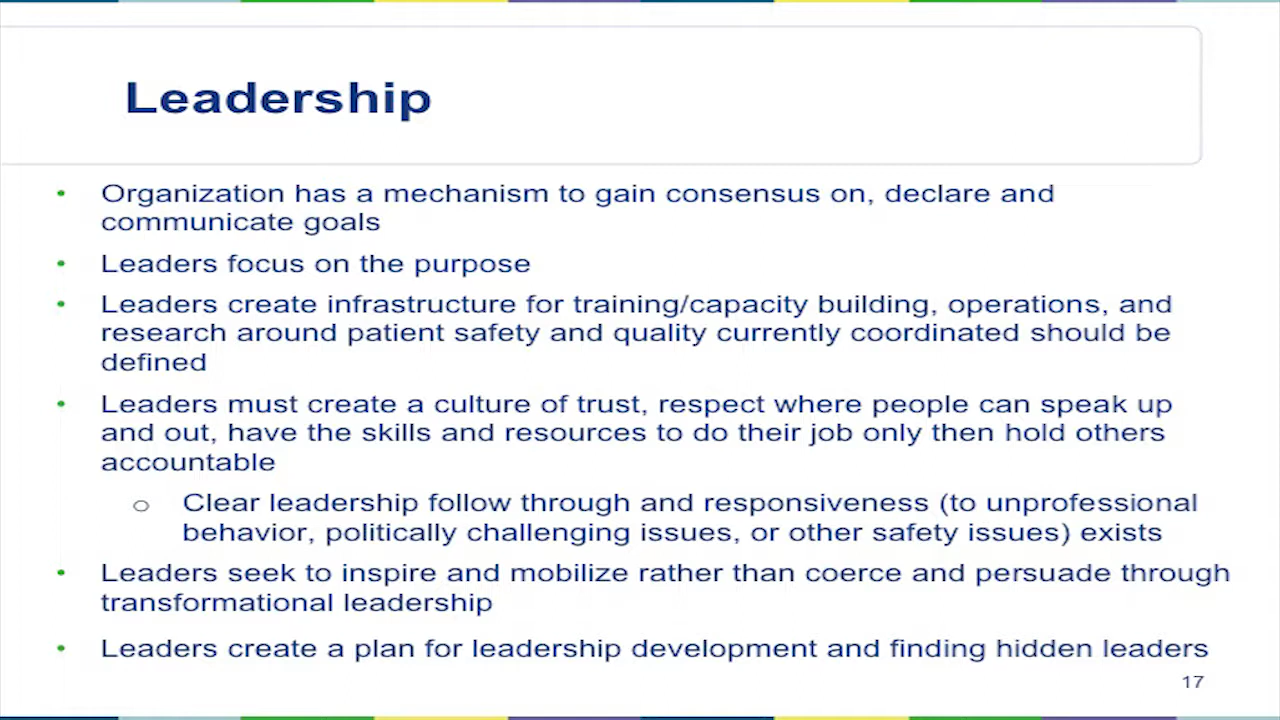 Leadership
• Organization has a mechanism to gain consensus on, declare and
communicate goals
• Leaders focus on the purpose
• Leaders create infrastructure for training/capacity building, operations, and
research around patient safety and quality currently coordinated should be
defined
• Leaders must create a culture of trust, respect where people can speak up
and out, have the skills and resources to do their job only then hold others
accountable
o Clear leadership follow through and responsiveness (to unprofessional
behavior, politically challenging issues, or other safety issues) exists
• Leaders seek to inspire and mobilize rather than coerce and persuade through
transformational leadership
• Leaders create a plan for leadership development and finding hidden leaders
17